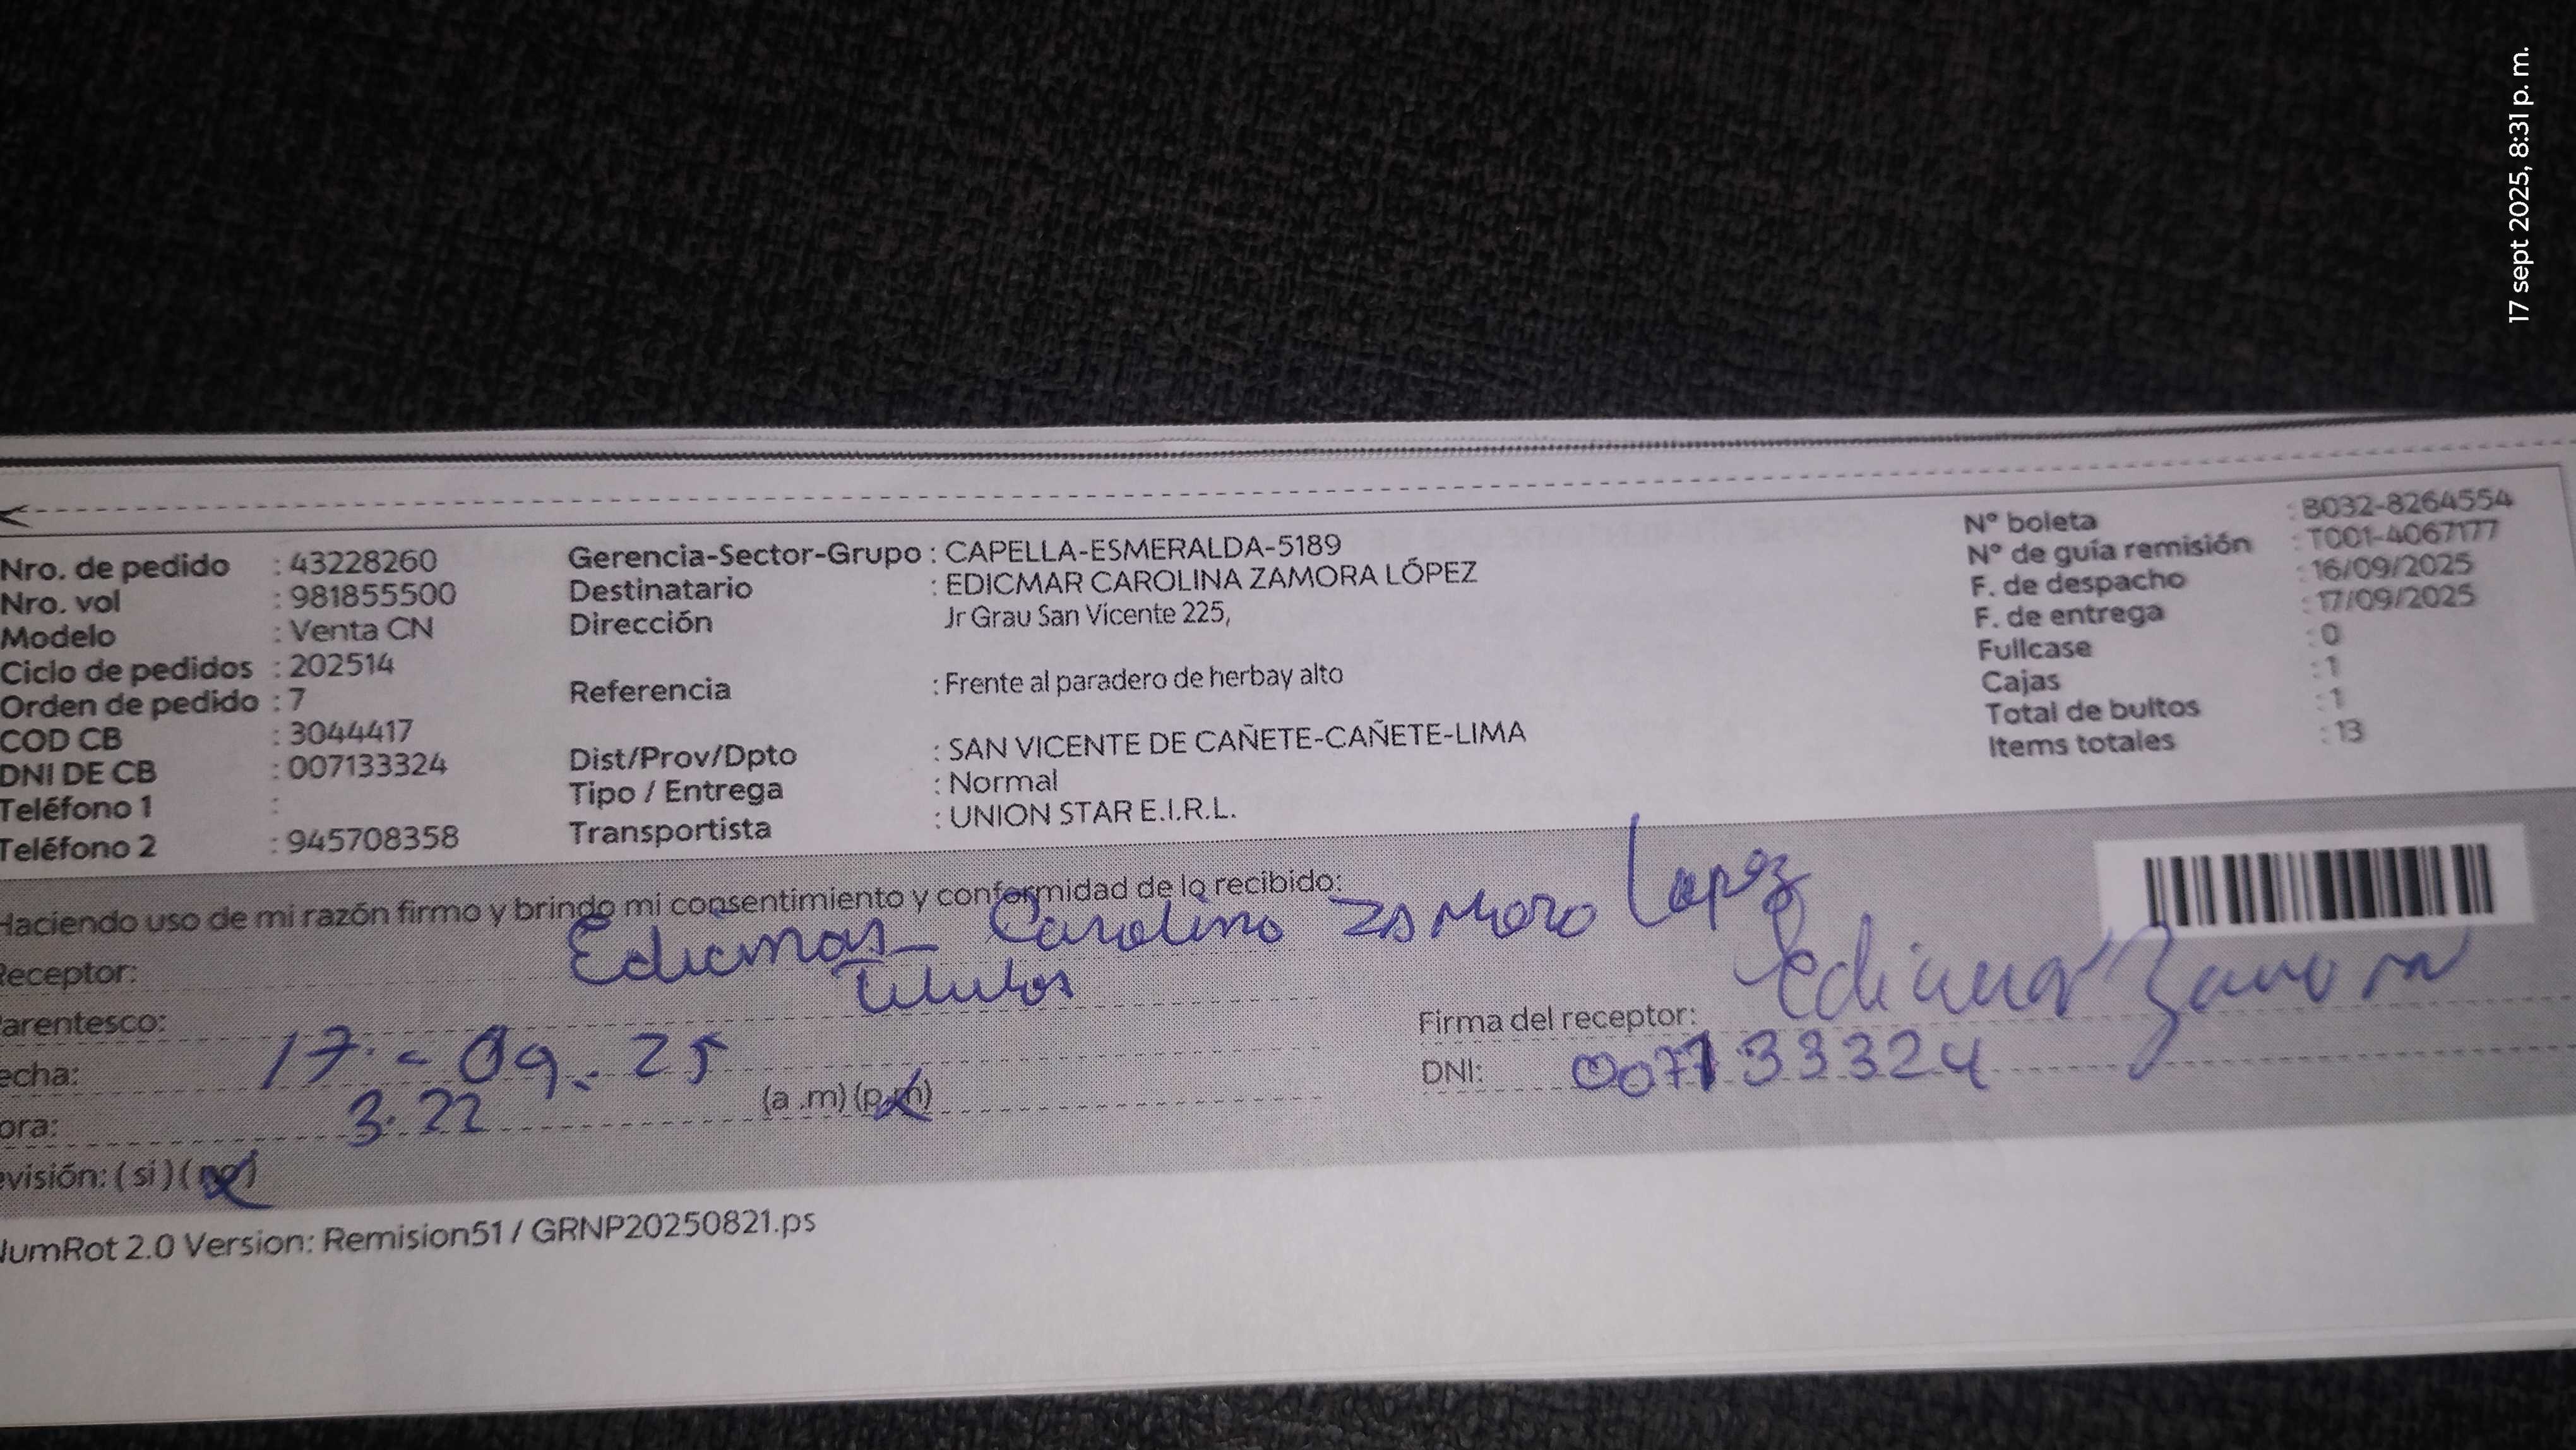 17 sept 2025, 8:31 p. m.
Nro. de pedido : 43228260
Nro. vol : 981855500
Modelo : Venta CN
Ciclo de pedidos : 202514
Orden de pedido : 7
COD CB : 3044417
DNI DE CB : 007133324
Teléfono 1 :
Teléfono 2 : 945708358
Gerencia-Sector-Grupo : CAPELLA-ESMERALDA-5189
Destinatario : EDICMAR CAROLINA ZAMORA LÓPEZ
Dirección Jr Grau San Vicente 225,
Referencia : Frente al paradero de herbay alto
Dist/Prov/Dpto : SAN VICENTE DE CAÑETE-CAÑETE-LIMA
Tipo / Entrega : Normal
Transportista : UNION STAR E.I.R.L.
N° boleta : B032-8264554
N° de guía remisión : T001-4067177
F. de despacho : 16/09/2025
F. de entrega : 17/09/2025
Fullcase : 0
Cajas : 1
Total de bultos : 1
Items totales : 13
Haciendo uso de mi razón firmo y brindo mi consentimiento y conformidad de lo recibido:
Receptor: Edicmar Carolina Zamora Lopez
arentesco:
echa: 17 - 09 - 25
ora: 3.22 (a .m) (p.m)
evisión: ( si ) ( no )
Firma del receptor: Edicmar Zamora
DNI: 007133324
NumRot 2.0 Version: Remision51 / GRNP20250821.ps